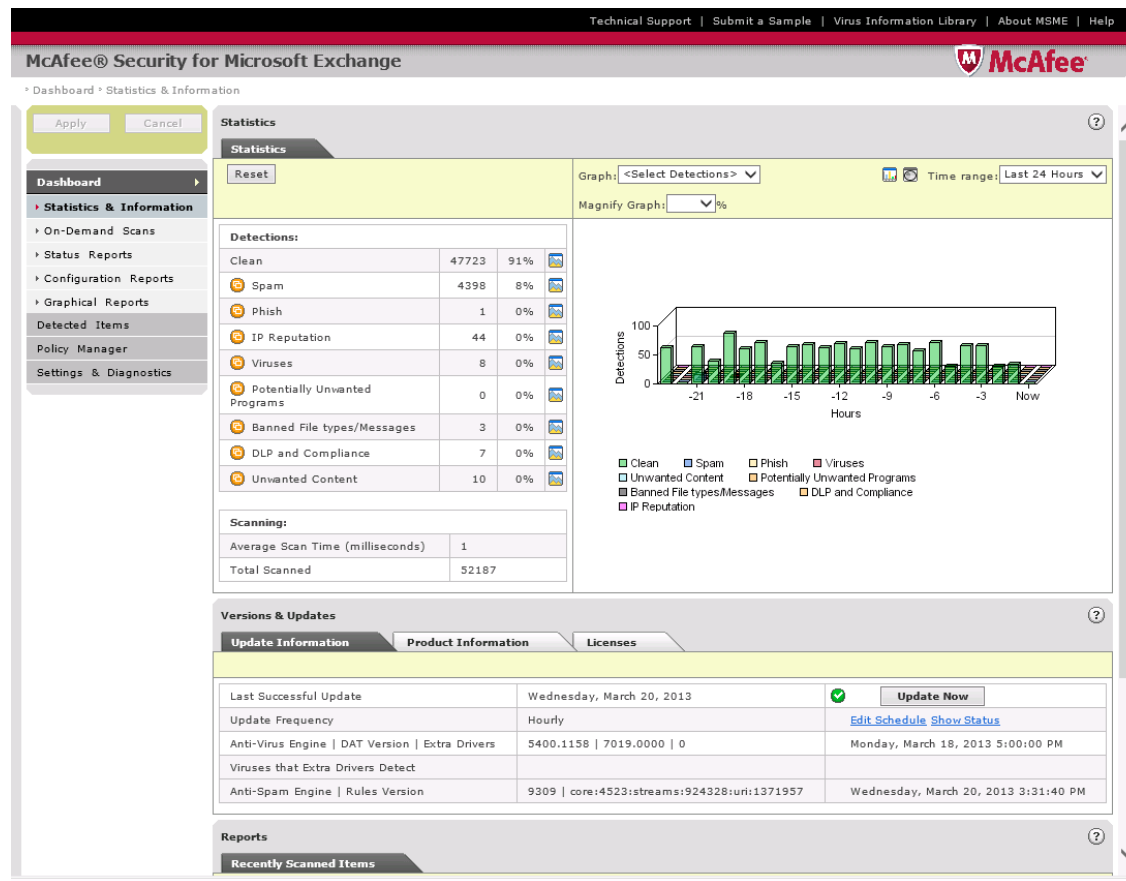 Technical Support | Submit a Sample | Virus Information Library | About MSME | Help
McAfee® Security for Microsoft Exchange
McAfee
Dashboard Statistics & Information
Apply Cancel
Dashboard
Statistics & Information
On-Demand Scans
Status Reports
Configuration Reports
Graphical Reports
Detected Items
Policy Manager
Settings & Diagnostics
Statistics ?
Statistics
Reset
Graph: <Select Detections> Time range: Last 24 Hours
Magnify Graph: %
Detections:
Clean 47723 91%
Spam 4398 8%
Phish 1 0%
IP Reputation 44 0%
Viruses 8 0%
Potentially Unwanted
Programs 0 0%
Banned File types/Messages 3 0%
DLP and Compliance 7 0%
Unwanted Content 10 0%
Scanning:
Average Scan Time (milliseconds) 1
Total Scanned 52187
Detections
100
50
0
-21 -18 -15 -12 -9 -6 -3 Now
Hours
Clean Spam Phish Viruses
Unwanted Content Potentially Unwanted Programs
Banned File types/Messages DLP and Compliance
IP Reputation
Versions & Updates ?
Update Information Product Information Licenses
Last Successful Update Wednesday, March 20, 2013 Update Now
Update Frequency Hourly Edit Schedule Show Status
Anti-Virus Engine | DAT Version | Extra Drivers 5400.1158 | 7019.0000 | 0 Monday, March 18, 2013 5:00:00 PM
Viruses that Extra Drivers Detect
Anti-Spam Engine | Rules Version 9309 | core:4523:streams:924328:uri:1371957 Wednesday, March 20, 2013 3:31:40 PM
Reports ?
Recently Scanned Items